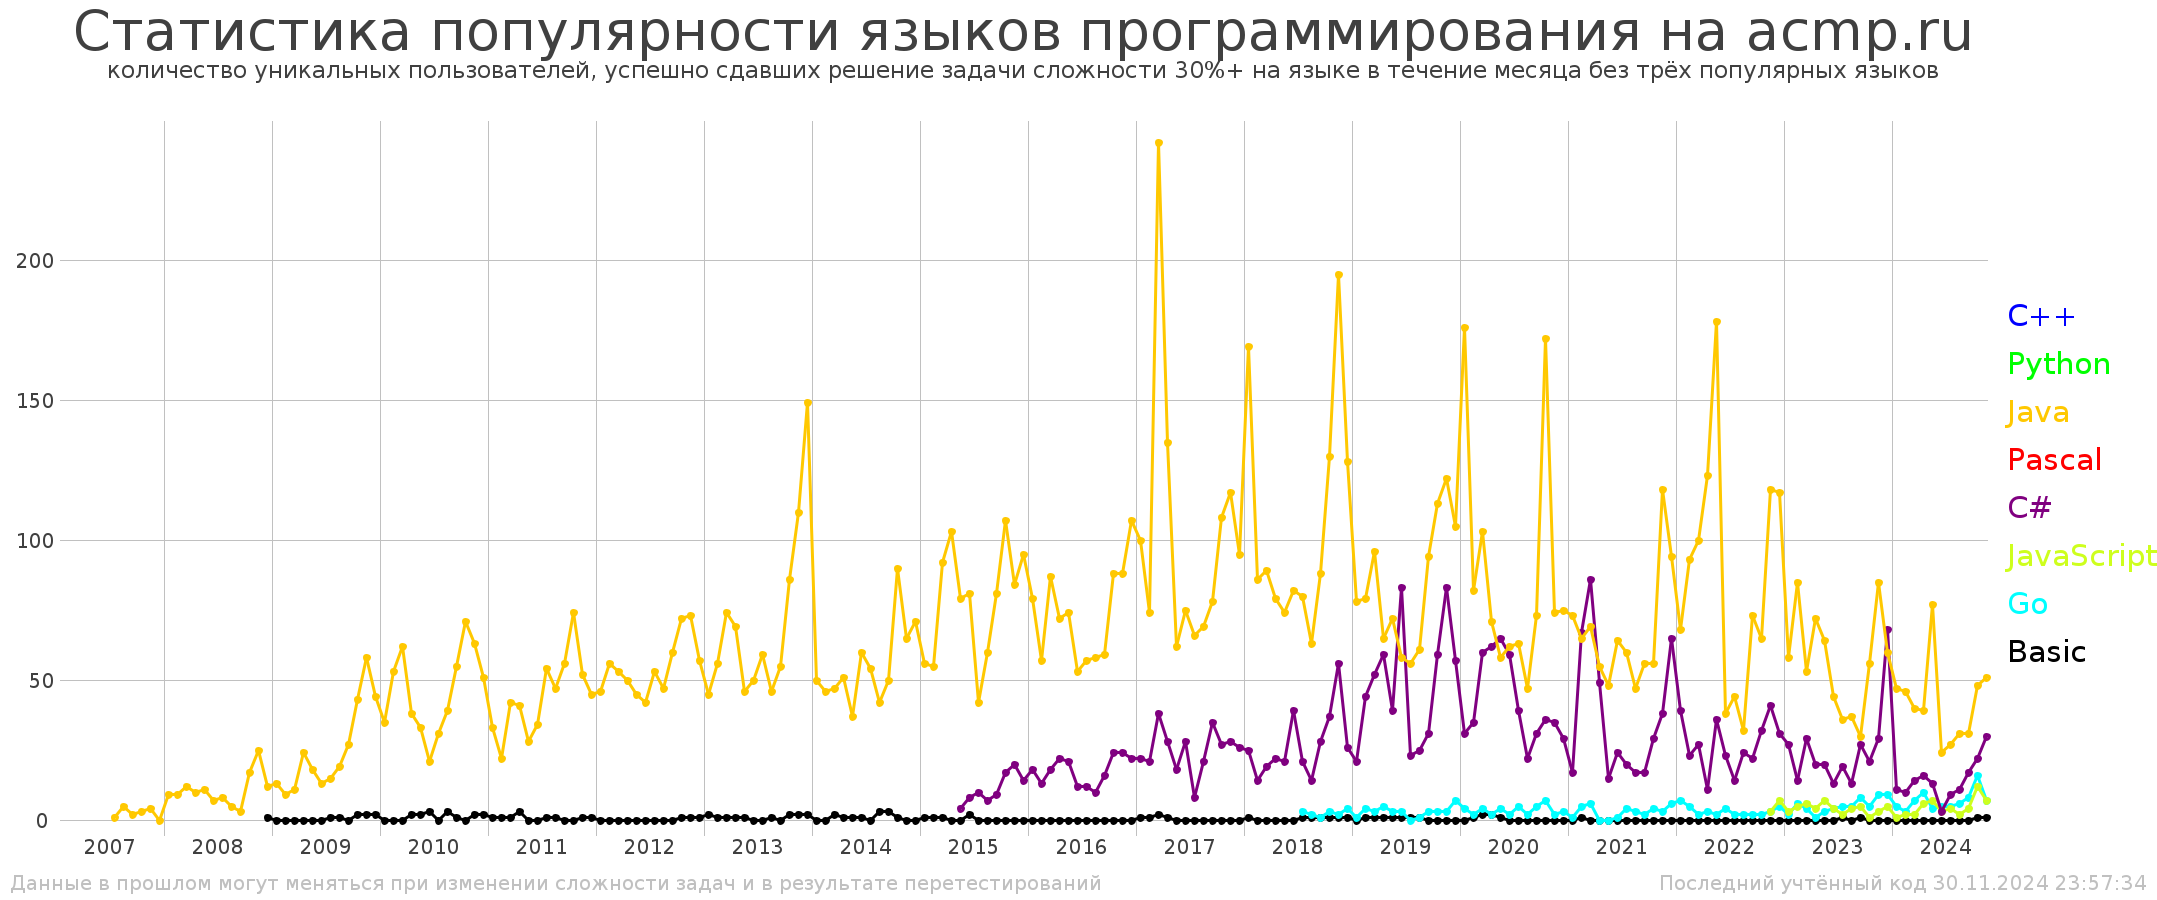 Статистика популярности языков программирования на acmp.ru
количество уникальных пользователей, успешно сдавших решение задачи сложности 30%+ на языке в течение месяца без трёх популярных языков
200
150
100
50
0
C++
Python
Java
Pascal
C#
JavaScript
Go
Basic
2007 2008 2009 2010 2011 2012 2013 2014 2015 2016 2017 2018 2019 2020 2021 2022 2023 2024
Данные в прошлом могут меняться при изменении сложности задач и в результате перетестирований
Последний учтённый код 30.11.2024 23:57:34